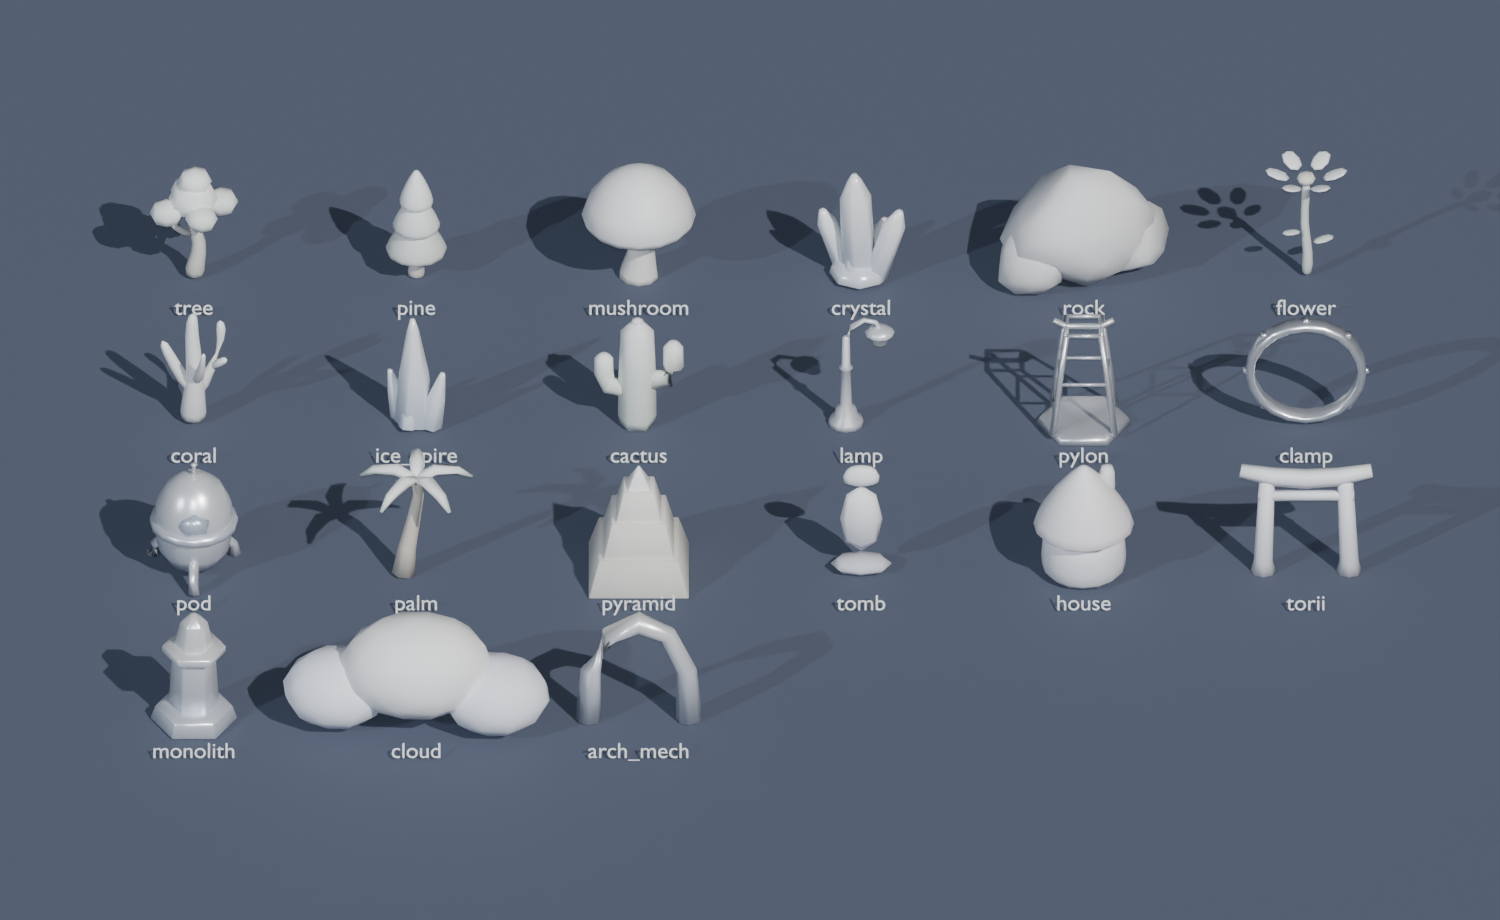 tree
pine
mushroom
crystal
rock
flower
coral
cactus
lamp
pylon
clamp
pod
palm
pyramid
tomb
house
torii
monolith
cloud
arch_mech